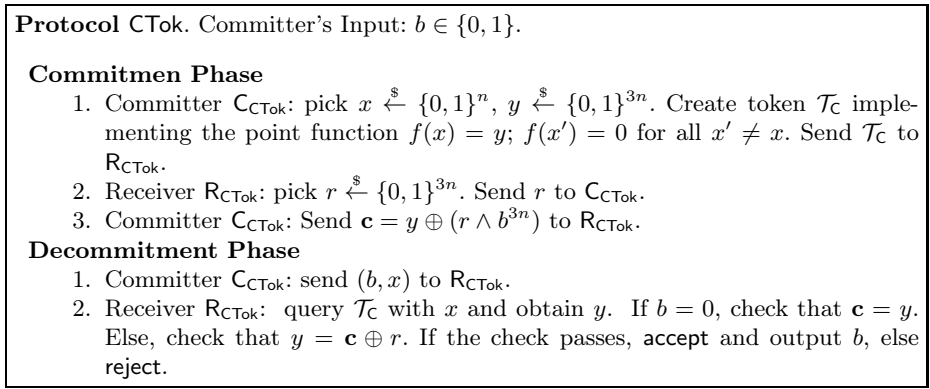 Protocol CTok. Committer's Input: b ∈ {0, 1}.
Commitmen Phase
1. Committer C_CTok: pick x ←$ {0, 1}^n, y ←$ {0, 1}^{3n}. Create token T_C imple-
menting the point function f(x) = y; f(x′) = 0 for all x′ ≠ x. Send T_C to
R_CTok.
2. Receiver R_CTok: pick r ←$ {0, 1}^{3n}. Send r to C_CTok.
3. Committer C_CTok: Send c = y ⊕ (r ∧ b^{3n}) to R_CTok.
Decommitment Phase
1. Committer C_CTok: send (b, x) to R_CTok.
2. Receiver R_CTok: query T_C with x and obtain y. If b = 0, check that c = y.
Else, check that y = c ⊕ r. If the check passes, accept and output b, else
reject.